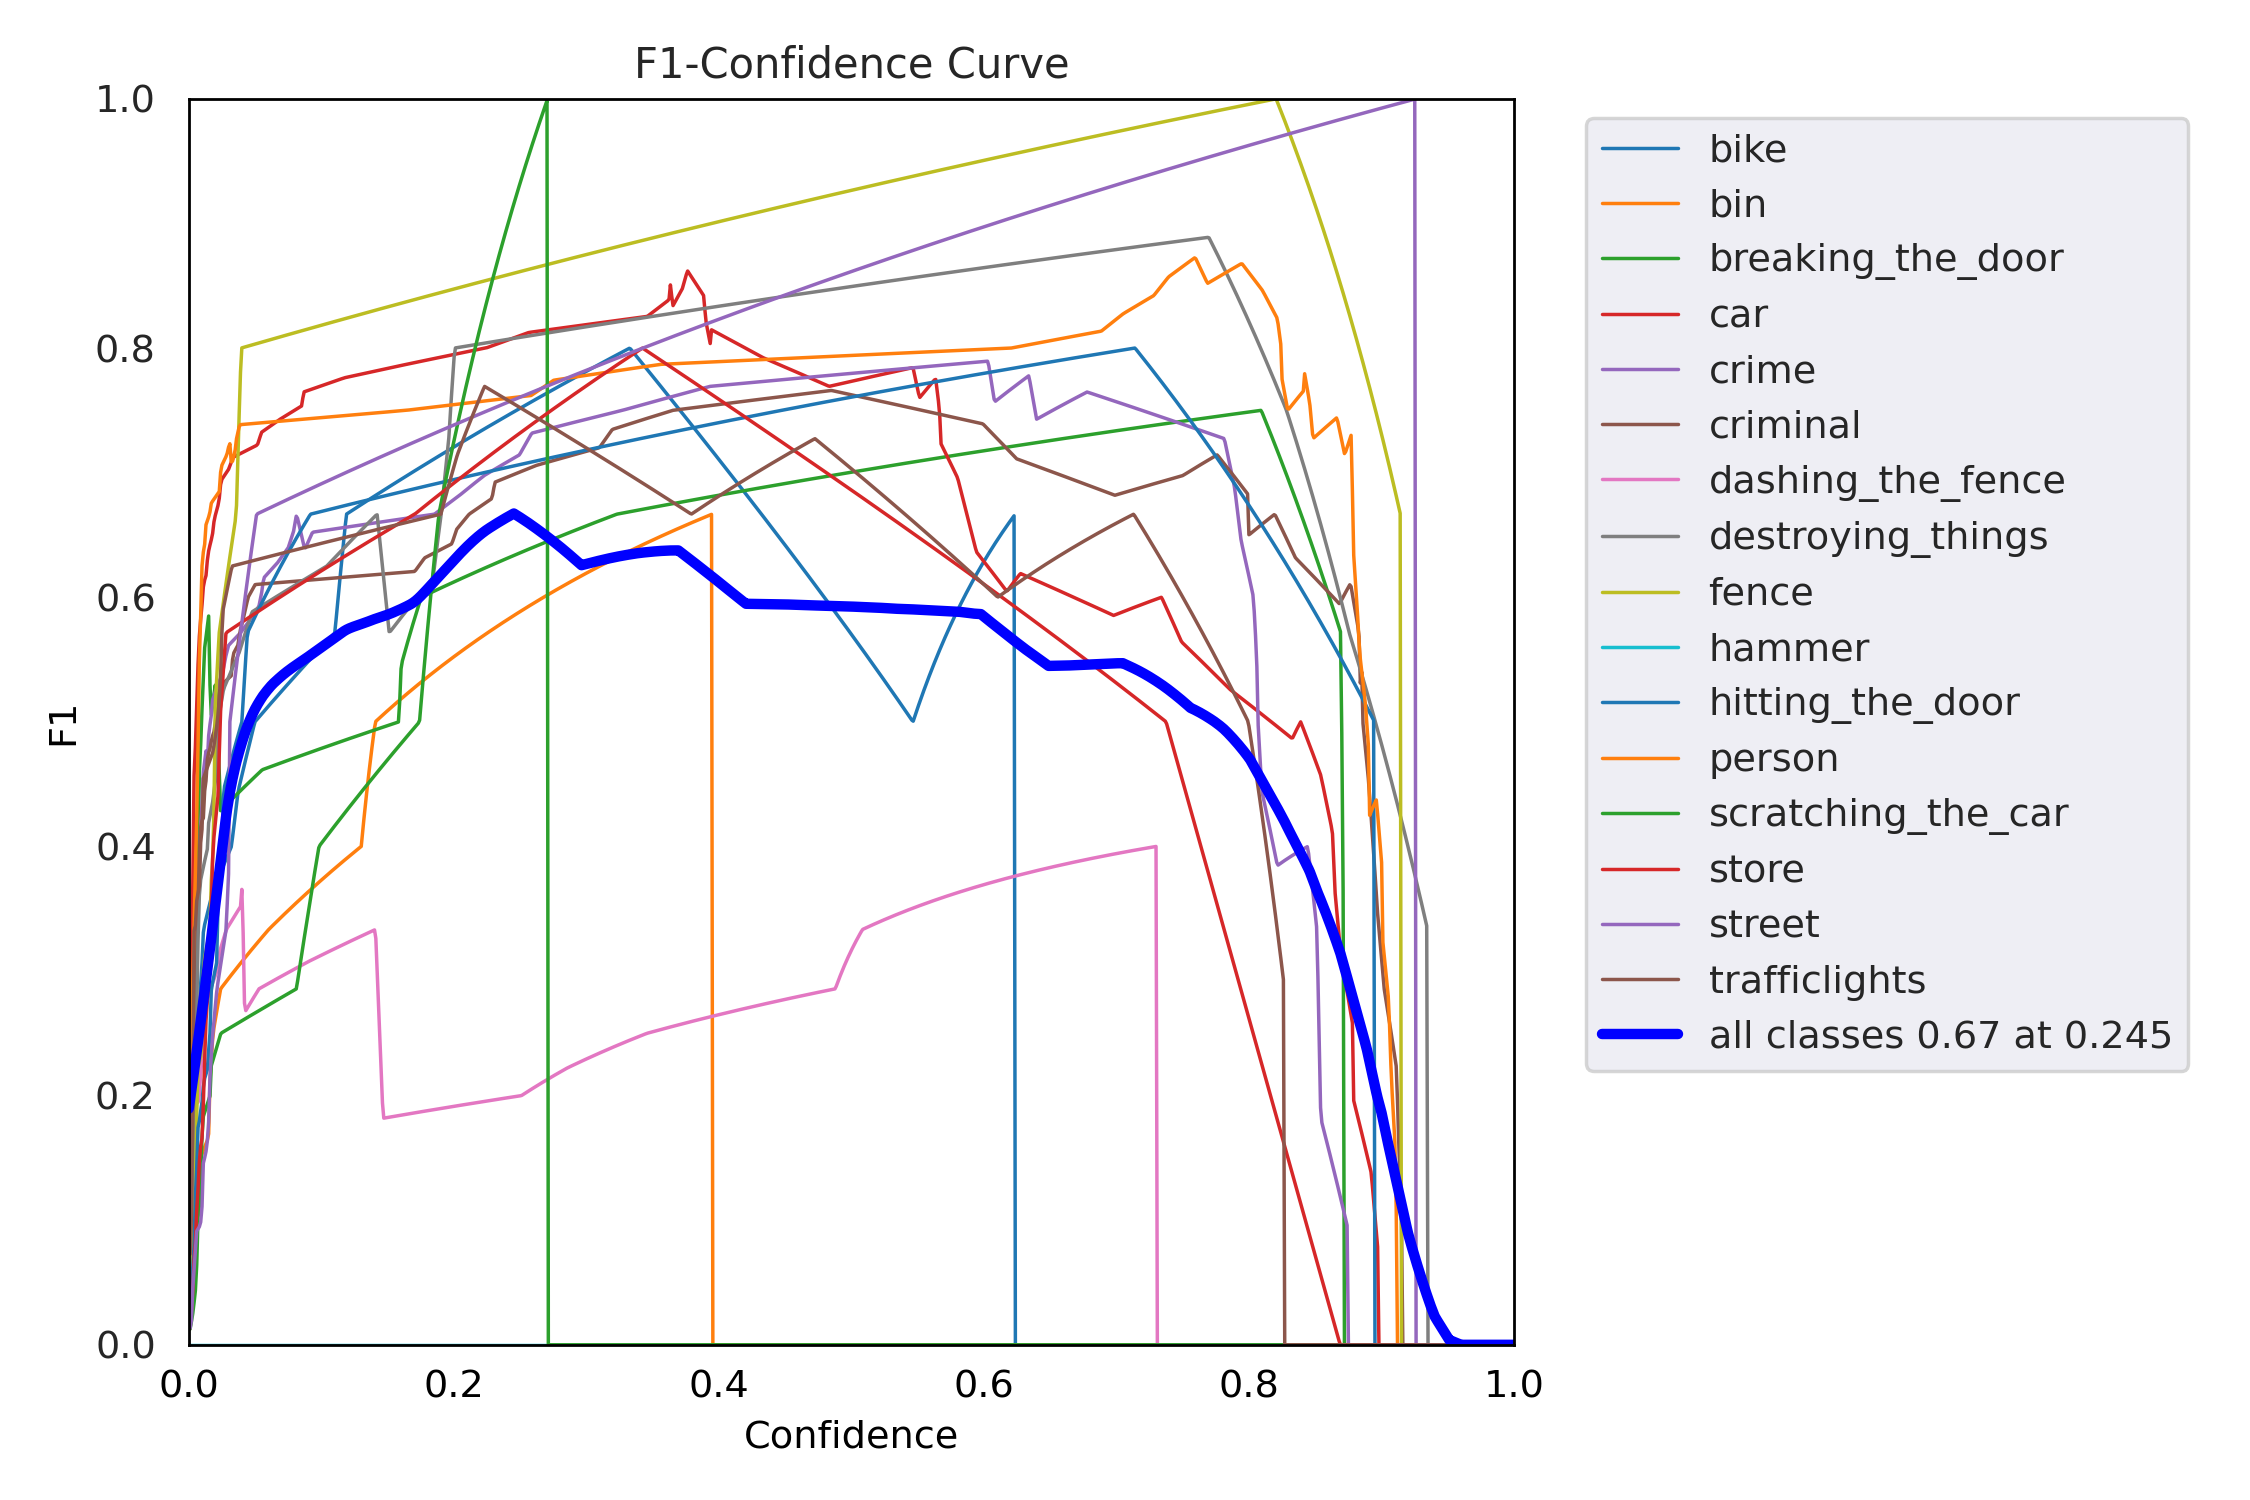 F1-Confidence Curve
1.0
0.8
0.6
0.4
0.2
0.0
F1
0.0 0.2 0.4 0.6 0.8 1.0
Confidence
bike
bin
breaking_the_door
car
crime
criminal
dashing_the_fence
destroying_things
fence
hammer
hitting_the_door
person
scratching_the_car
store
street
trafficlights
all classes 0.67 at 0.245